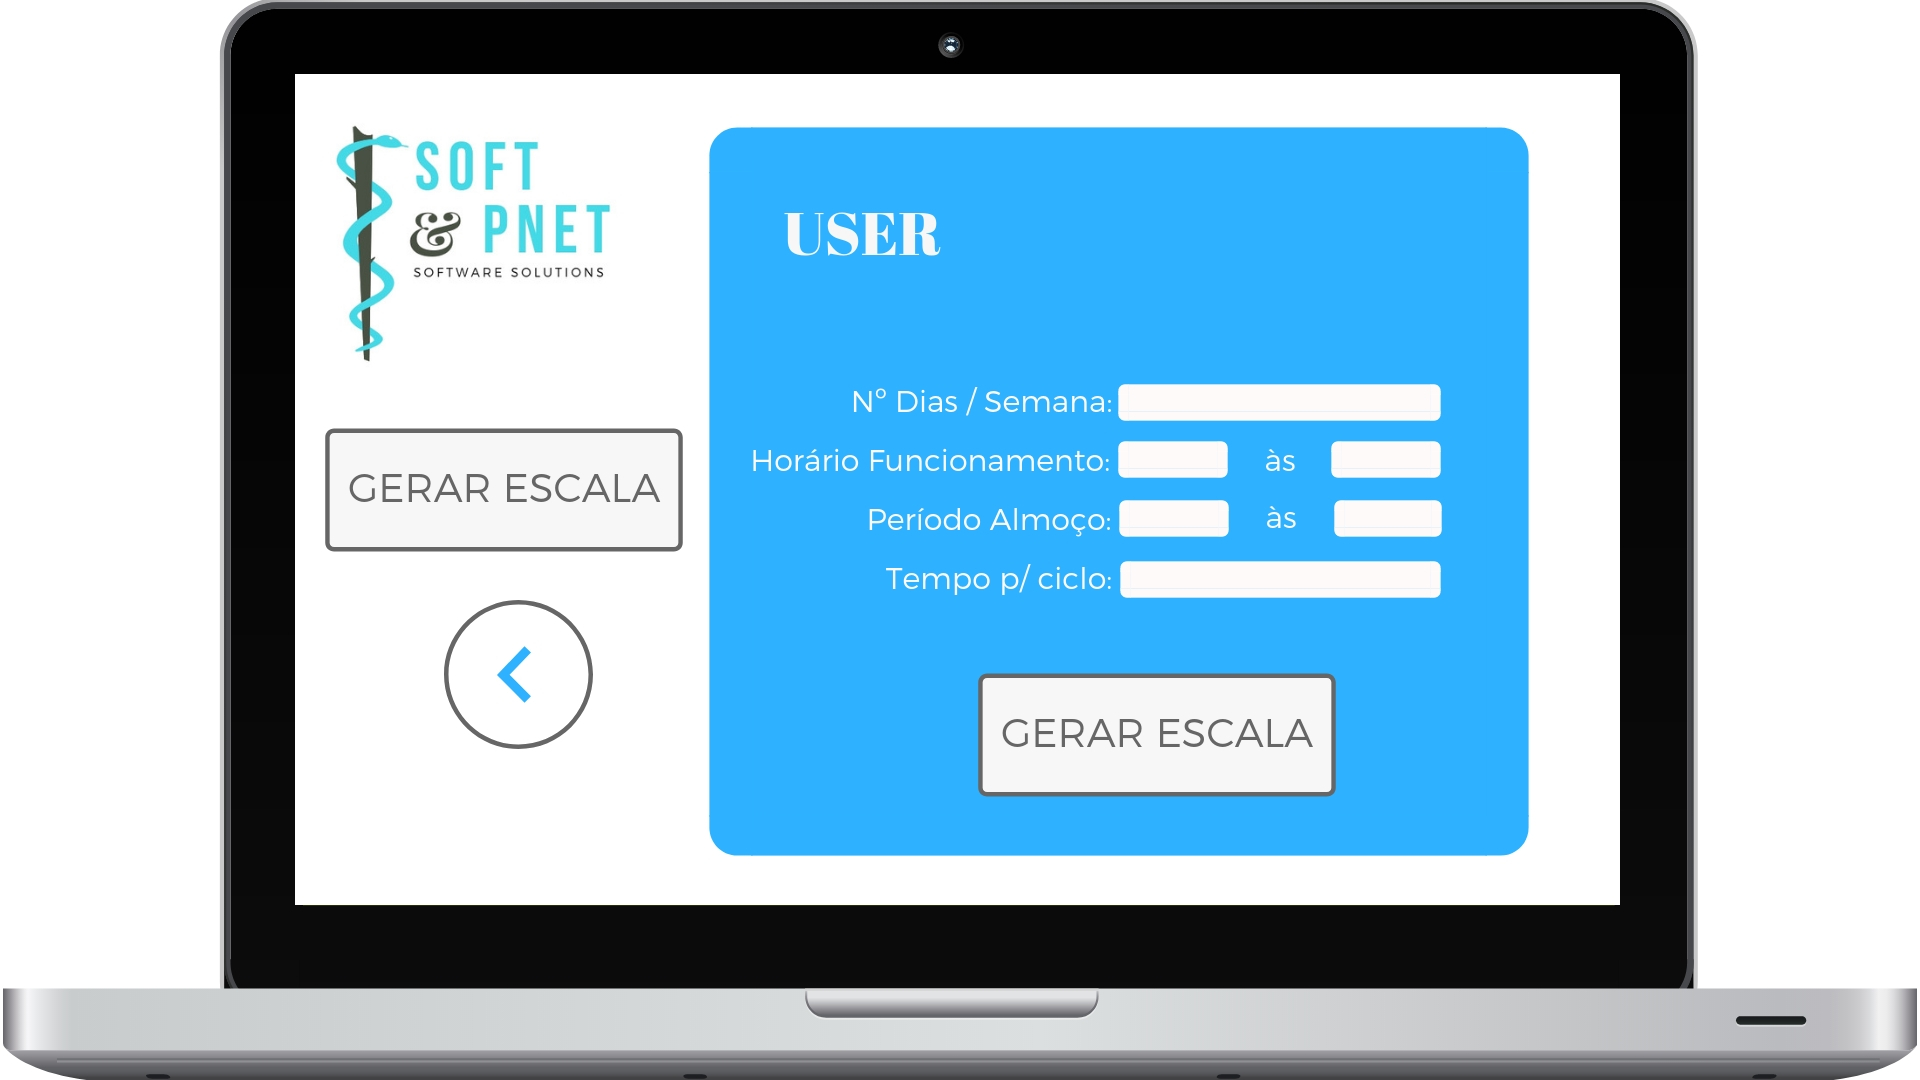 SOFT
& PNET
SOFTWARE SOLUTIONS
GERAR ESCALA
USER
Nº Dias / Semana:
Horário Funcionamento: às
Período Almoço: às
Tempo p/ ciclo:
GERAR ESCALA